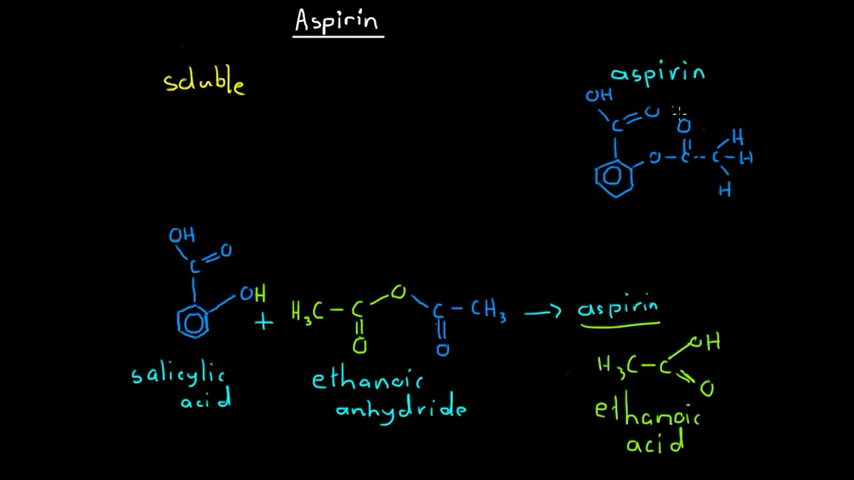 Aspirin
soluble
aspirin
OH
C=O
O
O-C-C-H
H
H
OH
C=O
OH
+
H₃C-C
O
O
C-CH₃
O
→ aspirin
salicylic
acid
ethanoic
anhydride
H₃C-C
OH
O
ethanoic
acid